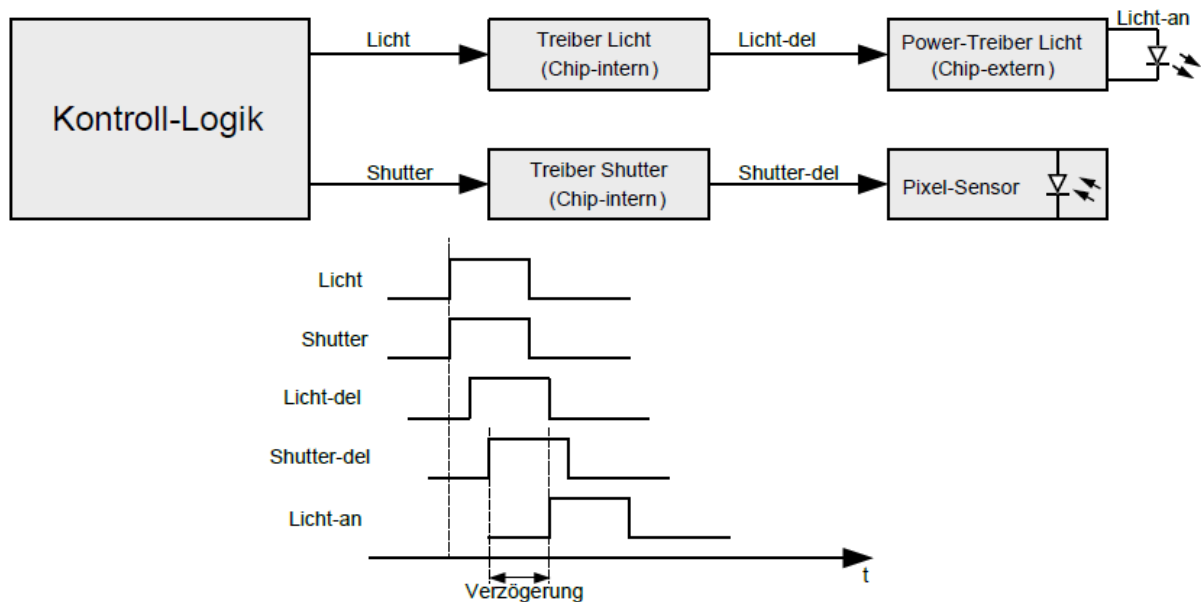 Licht-an
Licht
Treiber Licht
(Chip-intern)
Licht-del
Power-Treiber Licht
(Chip-extern)
Kontroll-Logik
Shutter
Treiber Shutter
(Chip-intern)
Shutter-del
Pixel-Sensor
Licht
Shutter
Licht-del
Shutter-del
Licht-an
t
Verzögerung